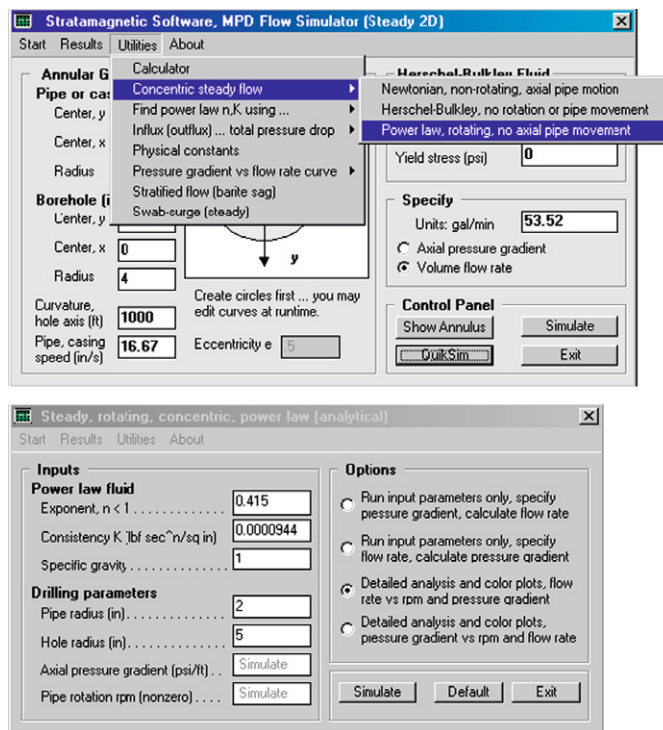 Stratamagnetic Software, MPD Flow Simulator (Steady 2D)
Start Results Utilities About
Annular G
Pipe or cas
Center, y
Center, x
Radius
Borehole (i
Center, y
Center, x 0
Radius 4
Curvature, hole axis (ft) 1000
Pipe, casing speed (in/s) 16.67
Calculator
Concentric steady flow
Find power law n,K using ...
Influx (outflux) ... total pressure drop
Physical constants
Pressure gradient vs flow rate curve
Stratified flow (barite sag)
Swab-surge (steady)
Newtonian, non-rotating, axial pipe motion
Herschel-Bulkley, no rotation or pipe movement
Power law, rotating, no axial pipe movement
y
Create circles first ... you may
edit curves at runtime.
Eccentricity e .5
Herschel-Bulkley Fluid
Yield stress (psi) 0
Specify
Units: gal/min 53.52
Axial pressure gradient
Volume flow rate
Control Panel
Show Annulus Simulate
QuikSim Exit
Steady, rotating, concentric, power law (analytical)
Start Results Utilities About
Inputs
Power law fluid
Exponent, n < 1 . . . . . . . . . . . . . 0.415
Consistency K (lbf sec^n/sq in) 0.0000944
Specific gravity. . . . . . . . . . . . . . 1
Drilling parameters
Pipe radius (in). . . . . . . . . . . . . . 2
Hole radius (in). . . . . . . . . . . . . . 5
Axial pressure gradient (psi/ft) . . Simulate
Pipe rotation rpm (nonzero) . . . . Simulate
Options
Run input parameters only, specify
pressure gradient, calculate flow rate
Run input parameters only, specify
flow rate, calculate pressure gradient
Detailed analysis and color plots, flow
rate vs rpm and pressure gradient
Detailed analysis and color plots,
pressure gradient vs rpm and flow rate
Simulate Default Exit